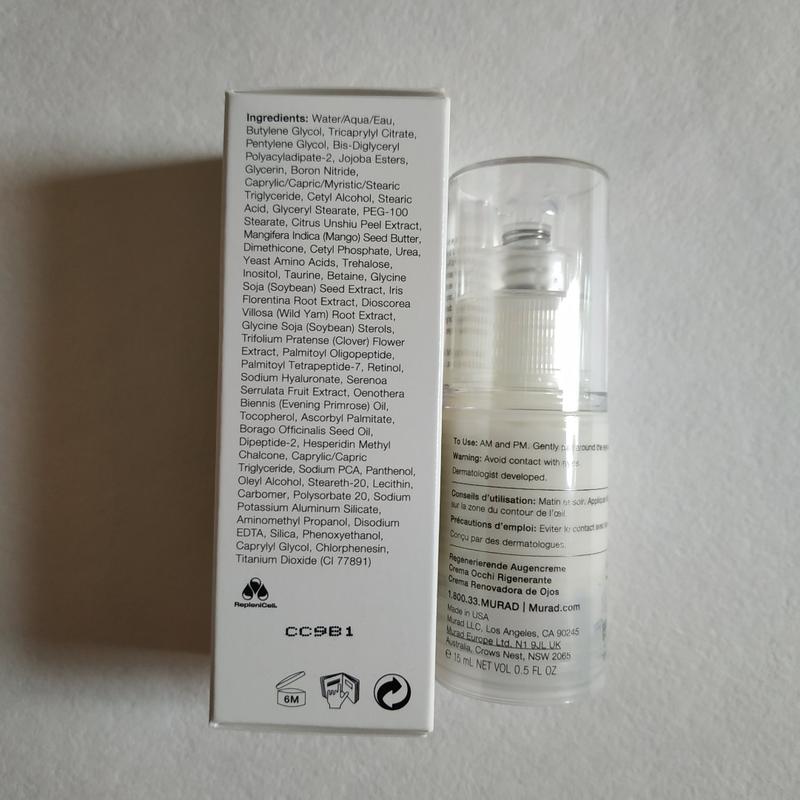 Ingredients: Water/Aqua/Eau,
Butylene Glycol, Tricaprylyl Citrate,
Pentylene Glycol, Bis-Diglyceryl
Polyacyladipate-2, Jojoba Esters,
Glycerin, Boron Nitride,
Caprylic/Capric/Myristic/Stearic
Triglyceride, Cetyl Alcohol, Stearic
Acid, Glyceryl Stearate, PEG-100
Stearate, Citrus Unshiu Peel Extract,
Mangifera Indica (Mango) Seed Butter,
Dimethicone, Cetyl Phosphate, Urea,
Yeast Amino Acids, Trehalose,
Inositol, Taurine, Betaine, Glycine
Soja (Soybean) Seed Extract, Iris
Florentina Root Extract, Dioscorea
Villosa (Wild Yam) Root Extract,
Glycine Soja (Soybean) Sterols,
Trifolium Pratense (Clover) Flower
Extract, Palmitoyl Oligopeptide,
Palmitoyl Tetrapeptide-7, Retinol,
Sodium Hyaluronate, Serenoa
Serrulata Fruit Extract, Oenothera
Biennis (Evening Primrose) Oil,
Tocopherol, Ascorbyl Palmitate,
Borago Officinalis Seed Oil,
Dipeptide-2, Hesperidin Methyl
Chalcone, Caprylic/Capric
Triglyceride, Sodium PCA, Panthenol,
Oleyl Alcohol, Steareth-20, Lecithin,
Carbomer, Polysorbate 20, Sodium
Potassium Aluminum Silicate,
Aminomethyl Propanol, Disodium
EDTA, Silica, Phenoxyethanol,
Caprylyl Glycol, Chlorphenesin,
Titanium Dioxide (CI 77891)
RepleniCell.
CC9B1
6M
To Use: AM and PM. Gently around the
Warning: Avoid contact with eyes.
Dermatologist developed.
Conseils d'utilisation: Matin et soir.
sur la zone du contour de l'œil.
Précautions d'emploi: Eviter le contact
Conçu par des dermatologues.
Regenerierende Augencreme
Crema Occhi Rigenerante
Crema Renovadora de Ojos
1.800.33.MURAD | Murad.com
Made in USA
Murad LLC, Los Angeles, CA 90245
Murad Europe Ltd. N1 9JL UK
Australia, Crows Nest, NSW 2065
℮ 15 mL NET VOL 0.5 FL OZ